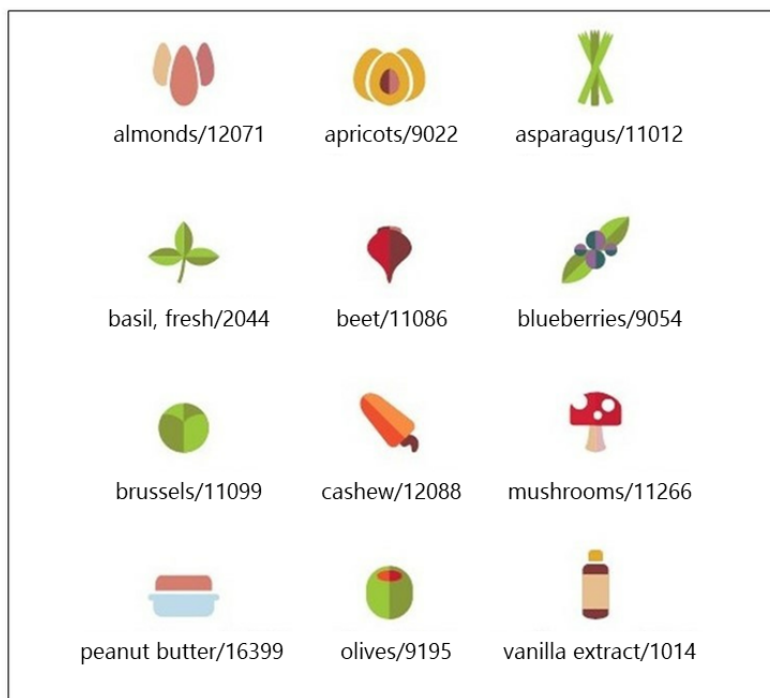 almonds/12071
apricots/9022
asparagus/11012
basil, fresh/2044
beet/11086
blueberries/9054
brussels/11099
cashew/12088
mushrooms/11266
peanut butter/16399
olives/9195
vanilla extract/1014